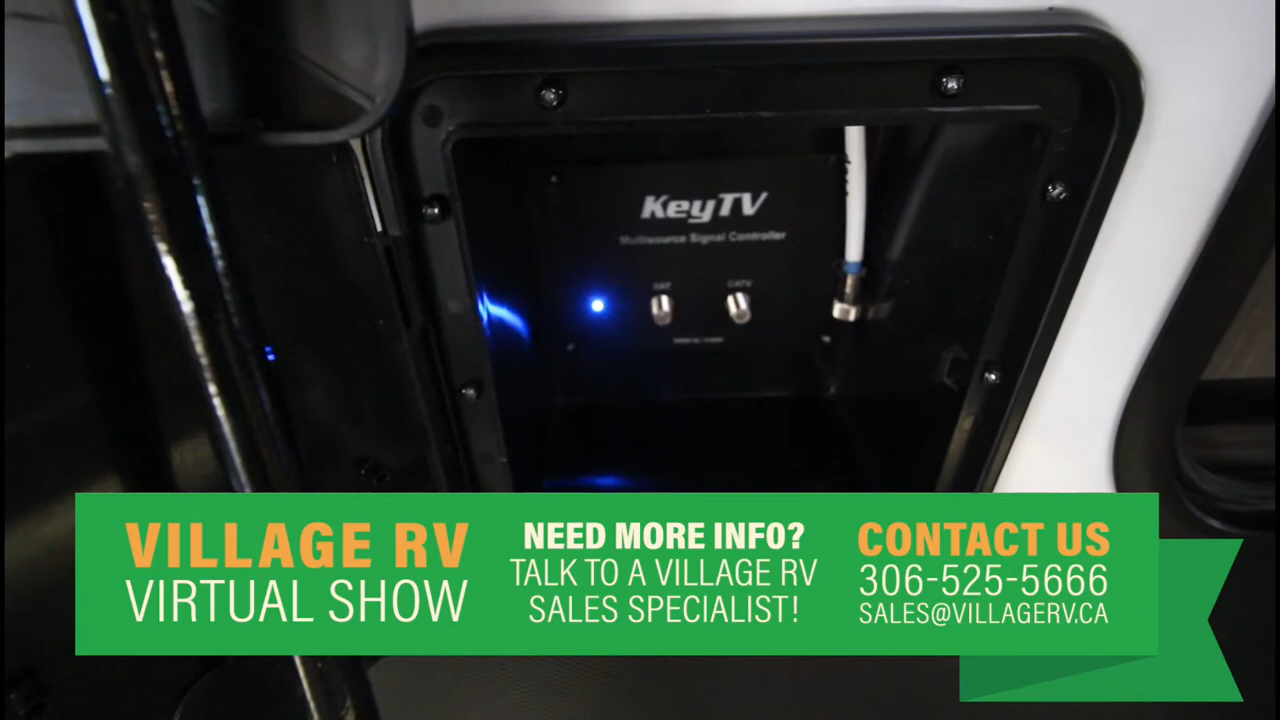 KeyTV
Multisource Signal Controller
SAT CATV
VILLAGE RV
VIRTUAL SHOW
NEED MORE INFO?
TALK TO A VILLAGE RV
SALES SPECIALIST!
CONTACT US
306-525-5666
SALES@VILLAGERV.CA